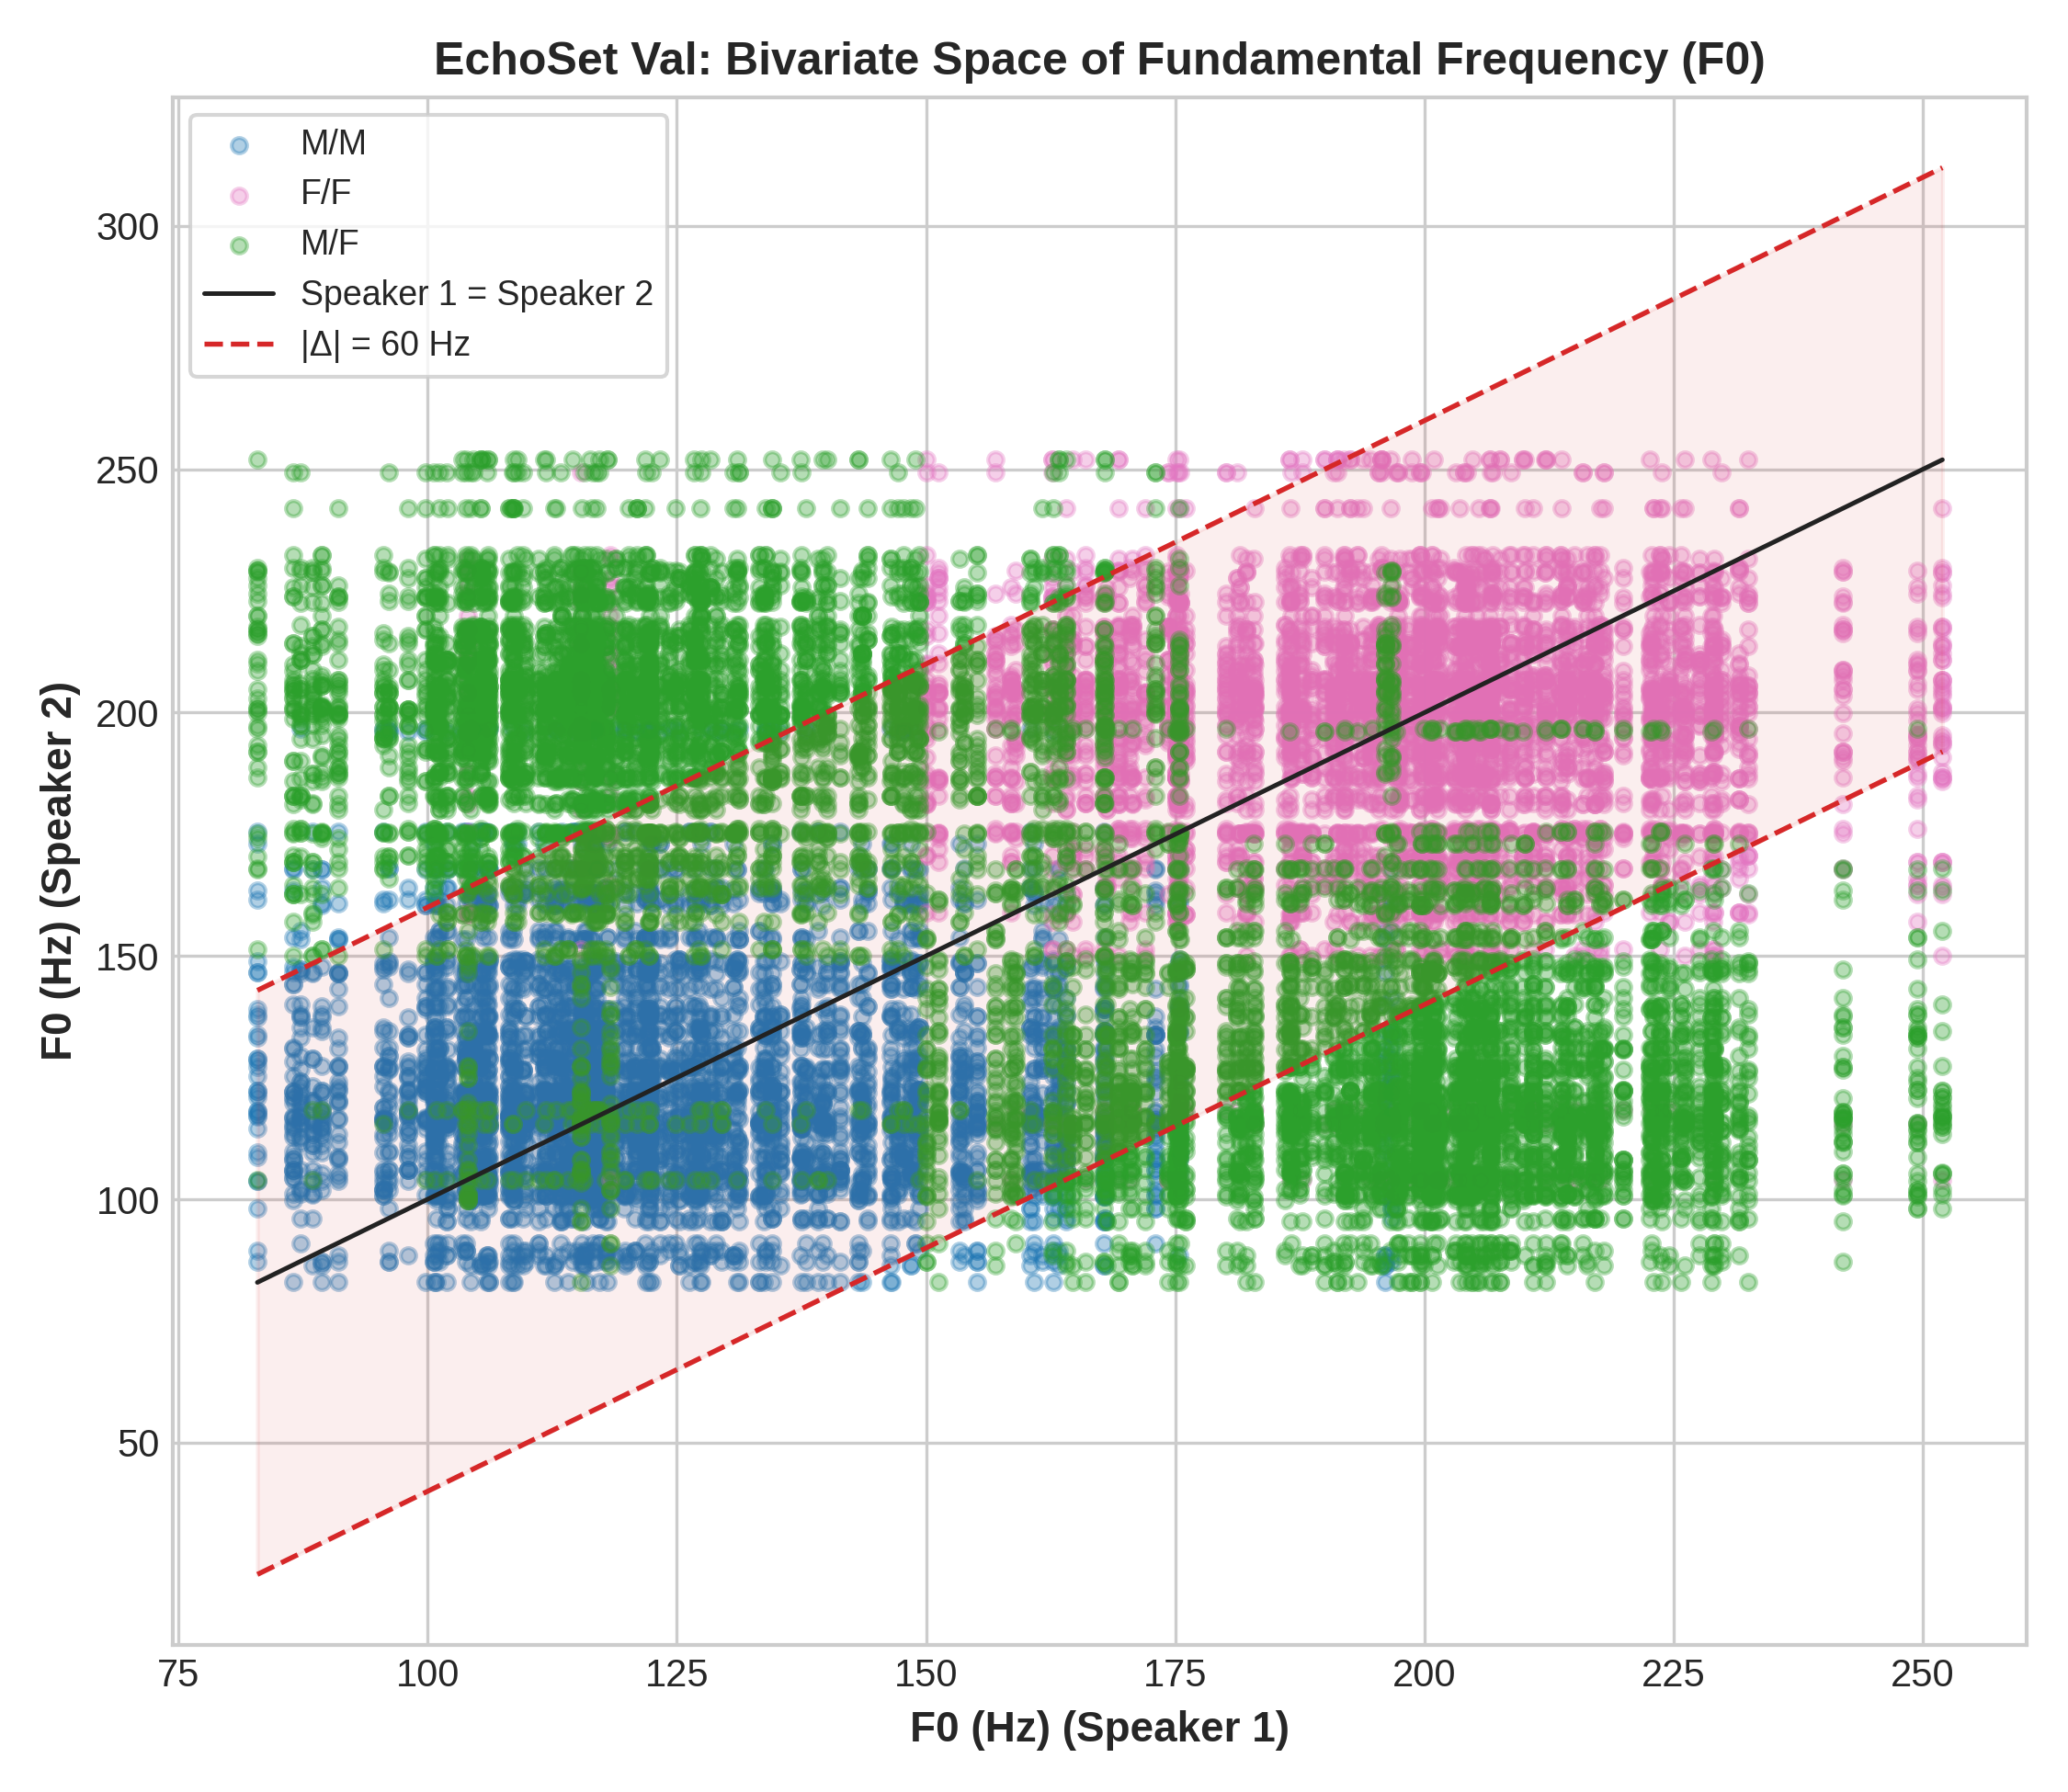 EchoSet Val: Bivariate Space of Fundamental Frequency (F0)
M/M
F/F
M/F
Speaker 1 = Speaker 2
|Δ| = 60 Hz
F0 (Hz) (Speaker 2)
300
250
200
150
100
50
75 100 125 150 175 200 225 250
F0 (Hz) (Speaker 1)